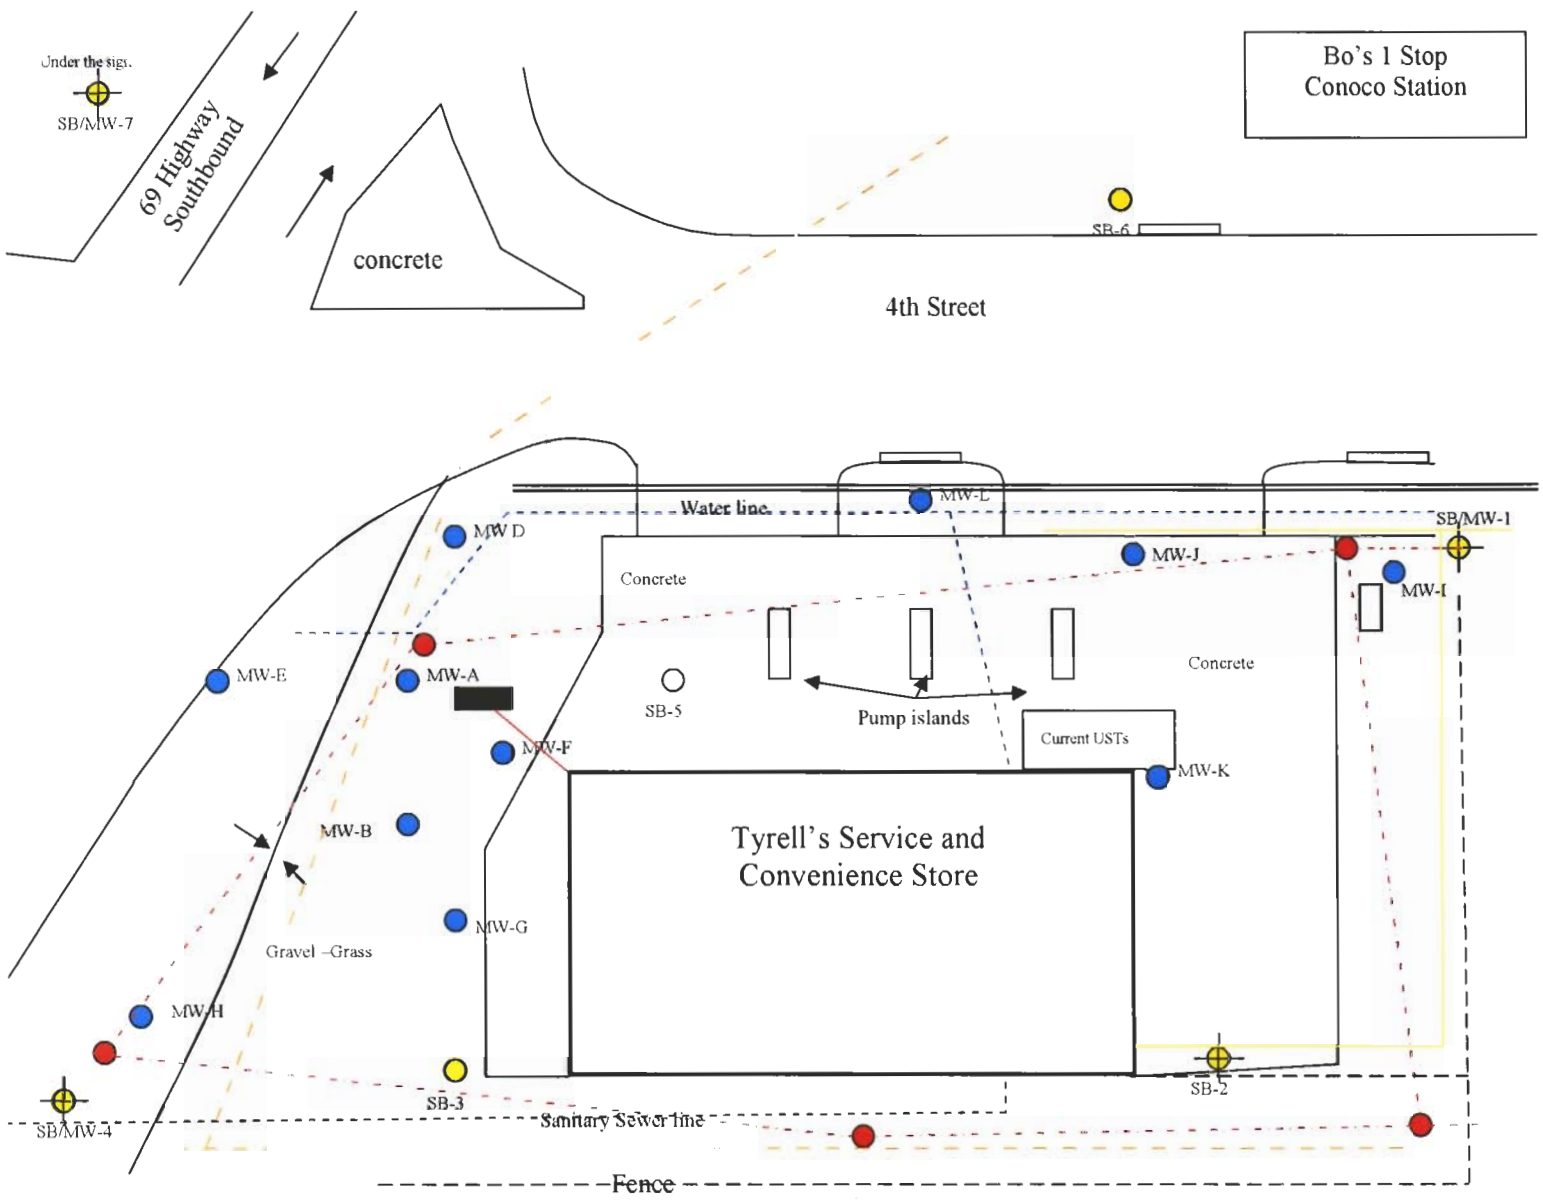 Under the sign.
SB/MW-7
69 Highway
Southbound
Bo's 1 Stop
Conoco Station
concrete
SB-6
4th Street
MW-L
Water line
SB/MW-1
MW D
MW-J
Concrete
MW-I
MW-E
MW-A
SB-5
Concrete
Pump islands
Current USTs
MW-F
MW-K
MW-B
Tyrell's Service and
Convenience Store
MW-G
Gravel –Grass
MW-H
SB-3
SB-2
SB/MW-4
Sanitary Sewer line
Fence